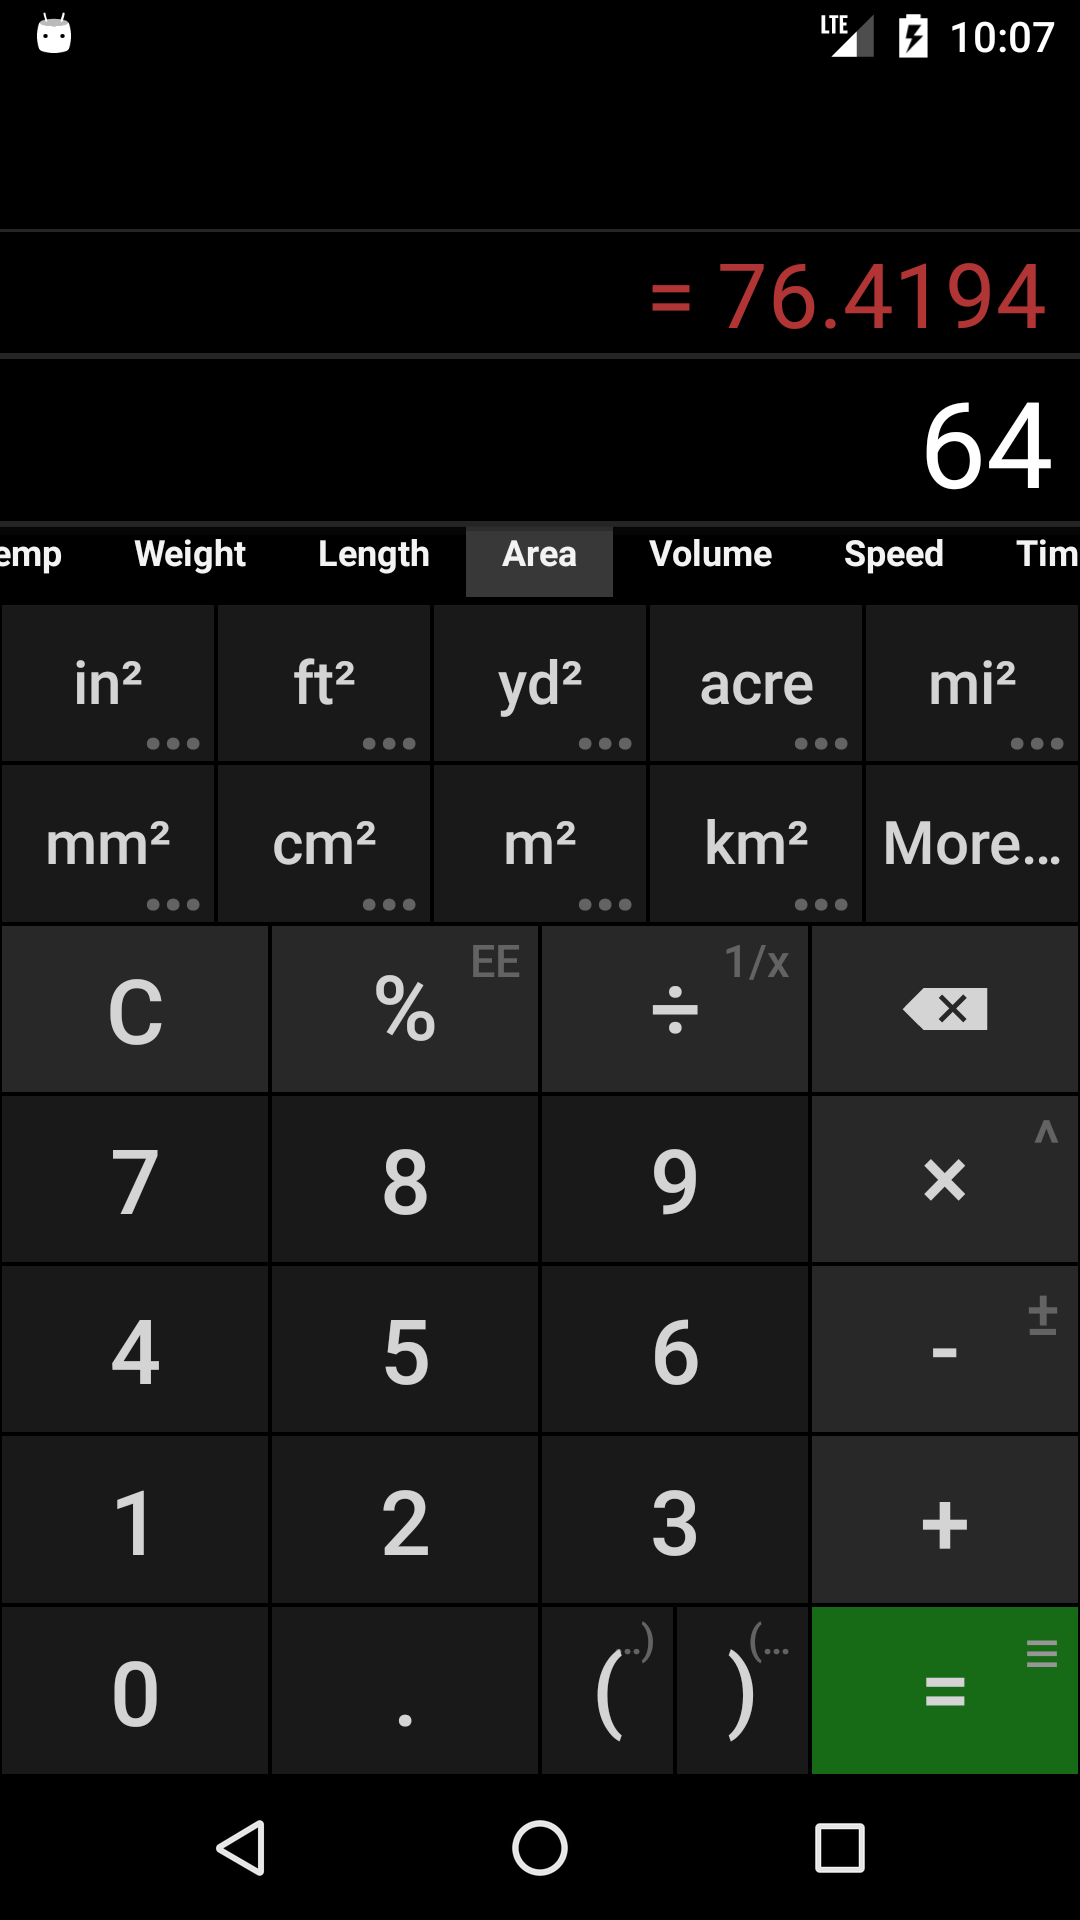 LTE 10:07
= 76.4194
64
emp Weight Length Area Volume Speed Tim
in² ft² yd² acre mi²
mm² cm² m² km² More...
C % EE ÷ 1/x
7 8 9 × ^
4 5 6 - ±
1 2 3 +
0 . ( ..) ) (... =